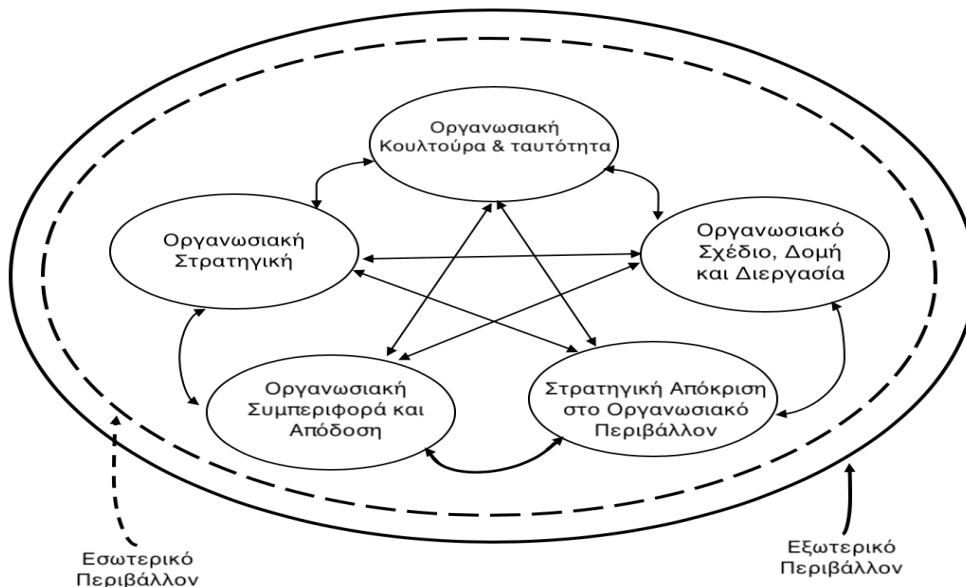 Οργανωσιακή
Κουλτούρα & ταυτότητα
Οργανωσιακή
Στρατηγική
Οργανωσιακό
Σχέδιο, Δομή
και Διεργασία
Οργανωσιακή
Συμπεριφορά και
Απόδοση
Στρατηγική Απόκριση
στο Οργανωσιακό
Περιβάλλον
Εσωτερικό
Περιβάλλον
Εξωτερικό
Περιβάλλον